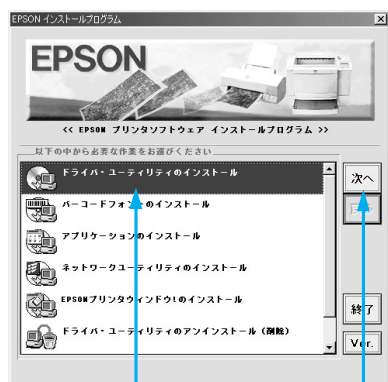 EPSON インストールプログラム
EPSON
<< EPSON プリンタソフトウェア インストールプログラム >>
以下の中から必要な作業をお選びください
ドライバ・ユーティリティのインストール
次へ
バーコードフォントのインストール
アプリケーションのインストール
ネットワークユーティリティのインストール
EPSONプリンタウィンドウ!のインストール
終了
ドライバ・ユーティリティのアンインストール（削除）
Ver.